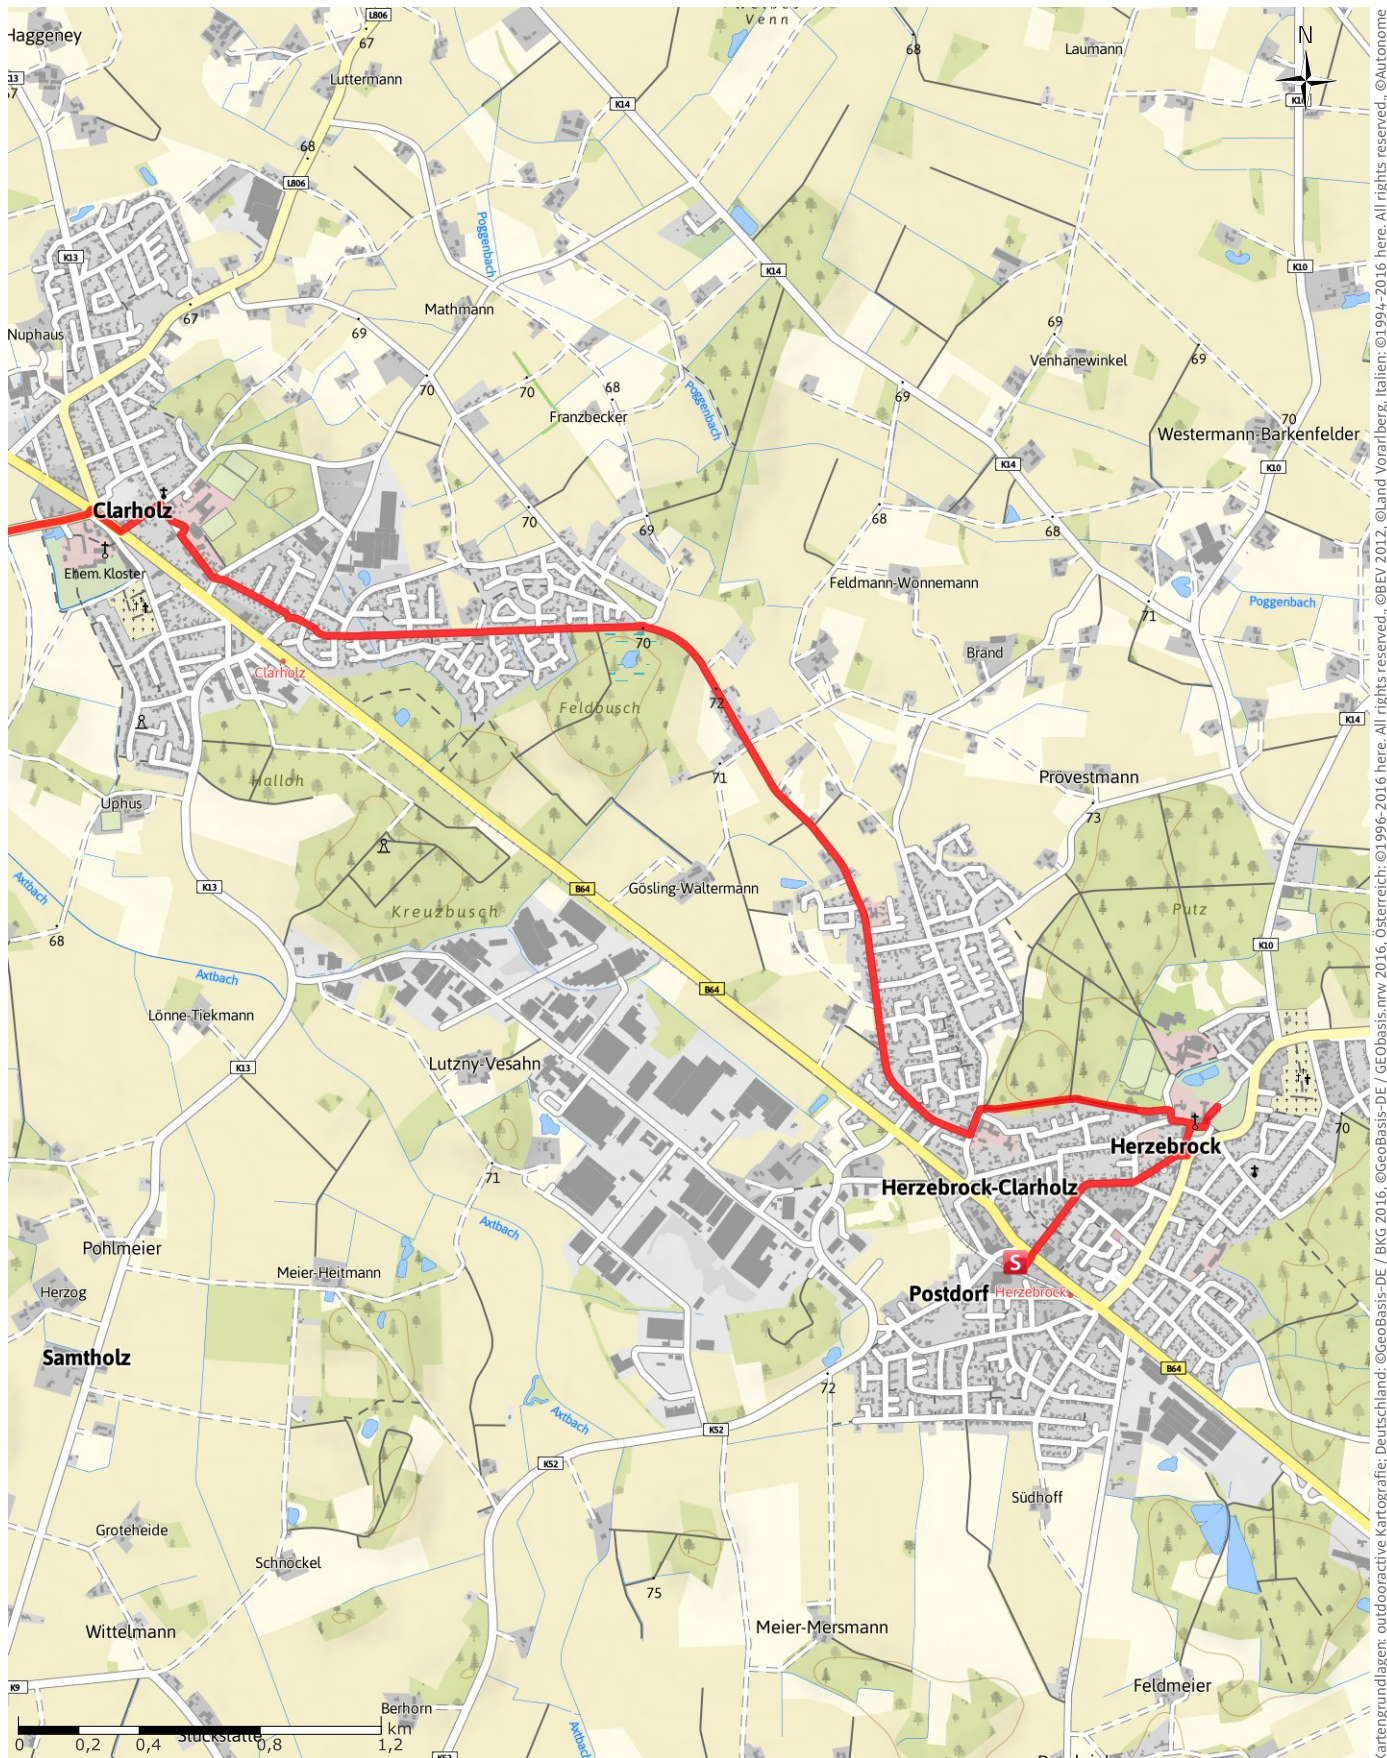 Weißes
Venn
L806
67
Haggeney
68
Laumann
N
K13
67
Luttermann
K14
K10
68
L806
Poggenbach
K13
K14
K10
67
Mathmann
69
Nuphaus
69
Venhanewinkel
69
70
70
68
Franzbecker
Poggenbach
69
70
Westermann-Barkenfelder
K14
K10
Clarholz
70
69
68
68
Ehem. Kloster
Feldmann-Wonnemann
Poggenbach
71
70
Brand
Clarholz
Feldbusch
72
K14
Halloh
71
Prövestmann
Uphus
73
Axtbach
K13
B64
Gösling-Waltermann
Kreuzbusch
Putz
68
K10
Axtbach
B64
Lönne-Tiekmann
Lutzny-Vesahn
K13
70
Herzebrock
71
Herzebrock-Clarholz
Axtbach
Pohlmeier
S
Meier-Heitmann
Herzog
Postdorf
Herzebrock
Samtholz
B64
72
Axtbach
K52
K52
Südhoff
Groteheide
Schnöckel
75
Wittelmann
Meier-Mersmann
K9
Feldmeier
Berhorn
Stuckstätte
km
0
0,2
0,4
0,8
1,2
Axtbach
K52
artengrundlagen: outdooractive Kartografie; Deutschland: ©GeoBasis-DE / BKG 2016, ©GeoBasis-DE / GEObasis.nrw 2016, Österreich: ©1996-2016 here. All rights reserved., ©BEV 2012, ©Land Vorarlberg, Italien: ©1994-2016 here. All rights reserved., ©Autonome